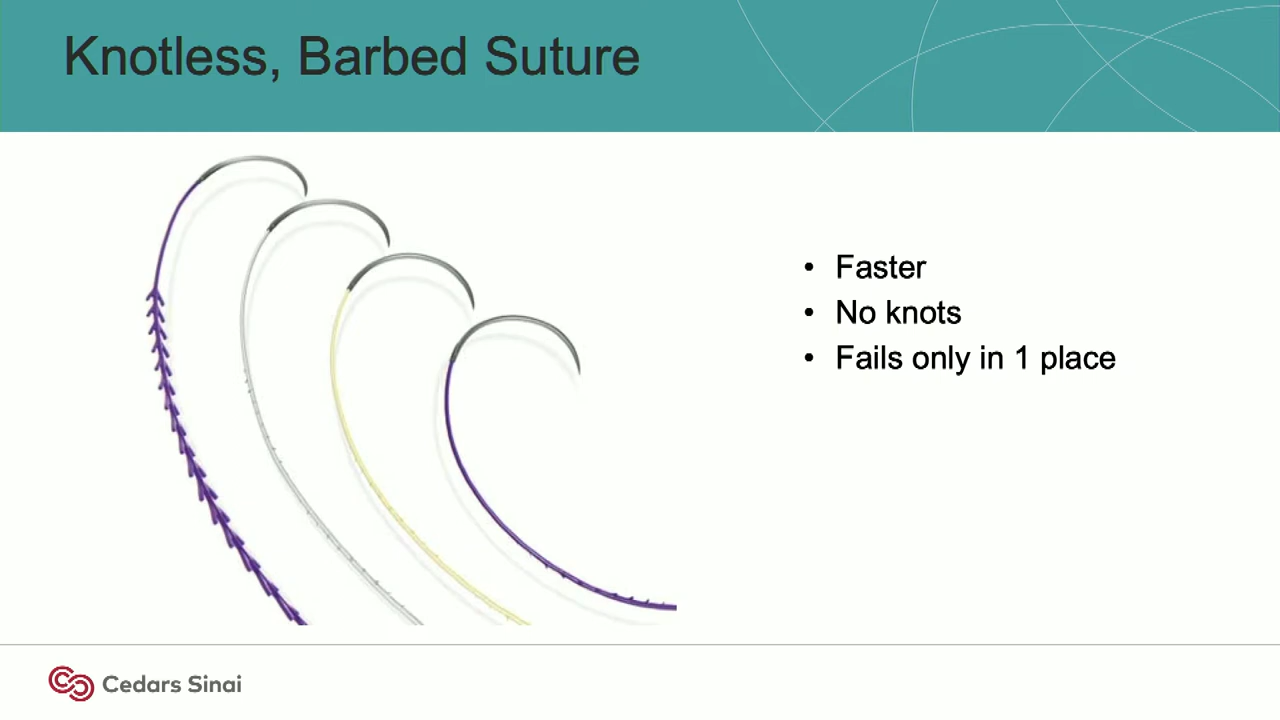 Knotless, Barbed Suture
• Faster
• No knots
• Fails only in 1 place
Cedars Sinai